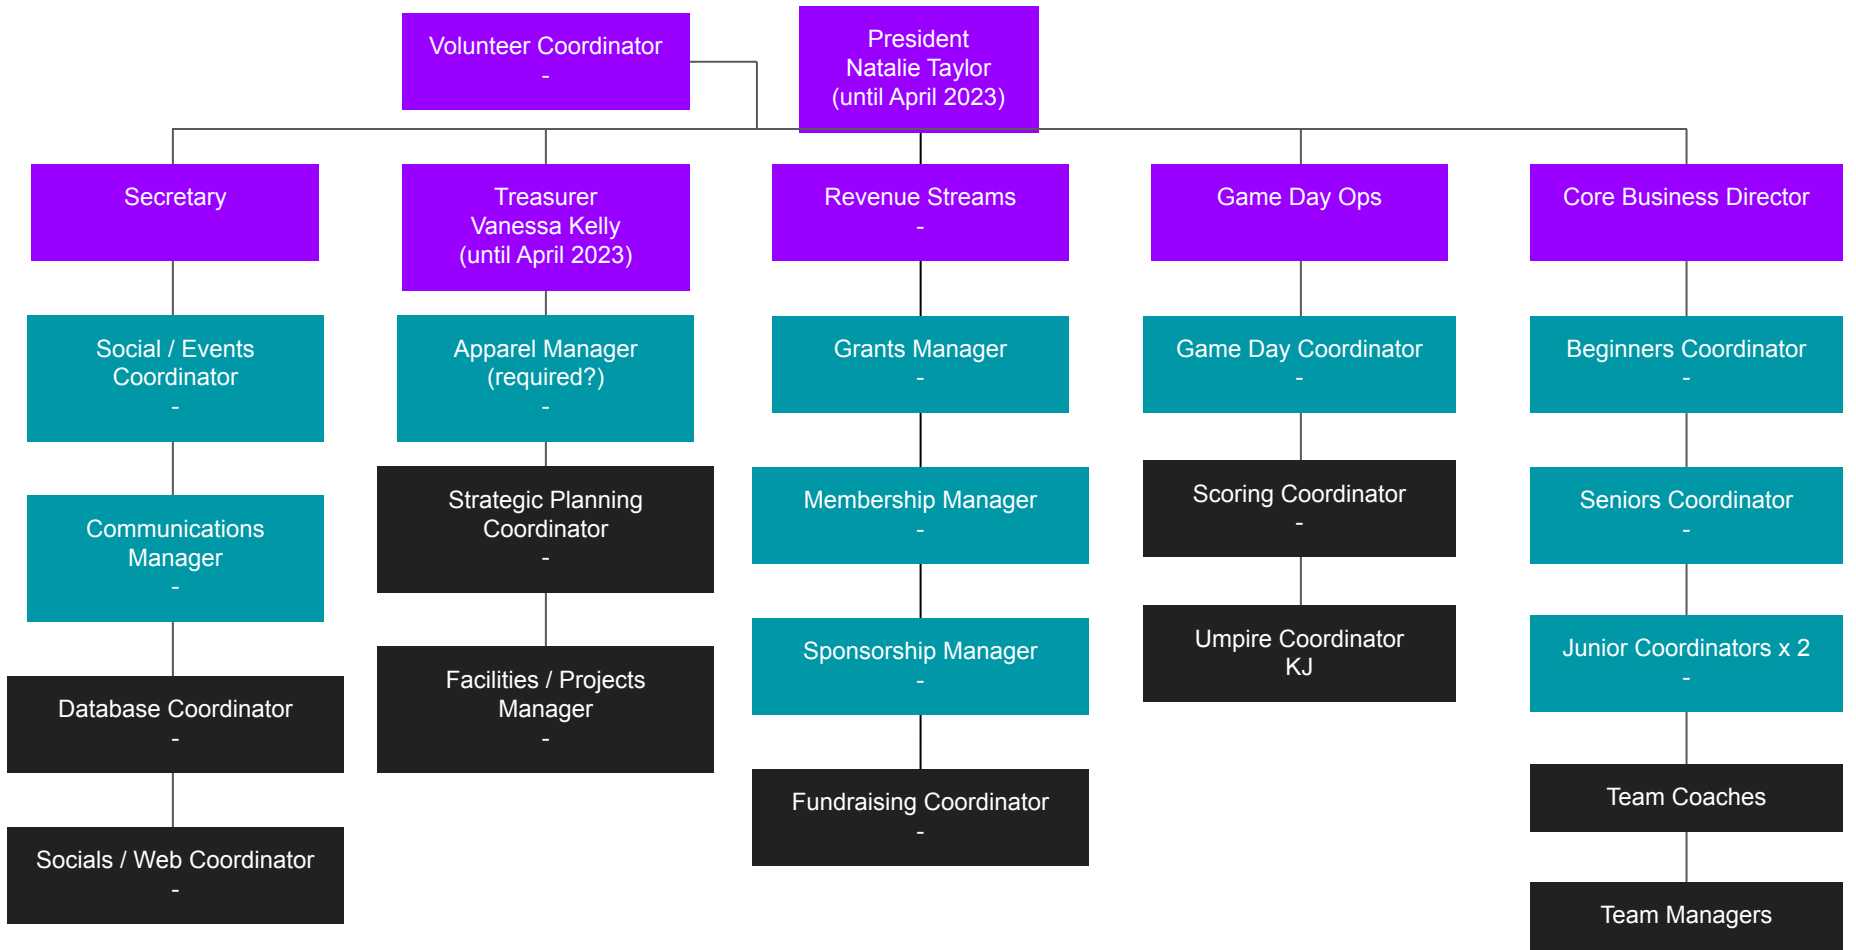 Volunteer Coordinator
-
President
Natalie Taylor
(until April 2023)
Secretary
Treasurer
Vanessa Kelly
(until April 2023)
Revenue Streams
-
Game Day Ops
Core Business Director
Social / Events
Coordinator
-
Apparel Manager
(required?)
-
Grants Manager
-
Game Day Coordinator
-
Beginners Coordinator
-
Communications
Manager
-
Strategic Planning
Coordinator
-
Membership Manager
-
Scoring Coordinator
-
Seniors Coordinator
-
Database Coordinator
-
Facilities / Projects
Manager
-
Sponsorship Manager
-
Umpire Coordinator
KJ
Junior Coordinators x 2
-
Socials / Web Coordinator
-
Fundraising Coordinator
-
Team Coaches
Team Managers